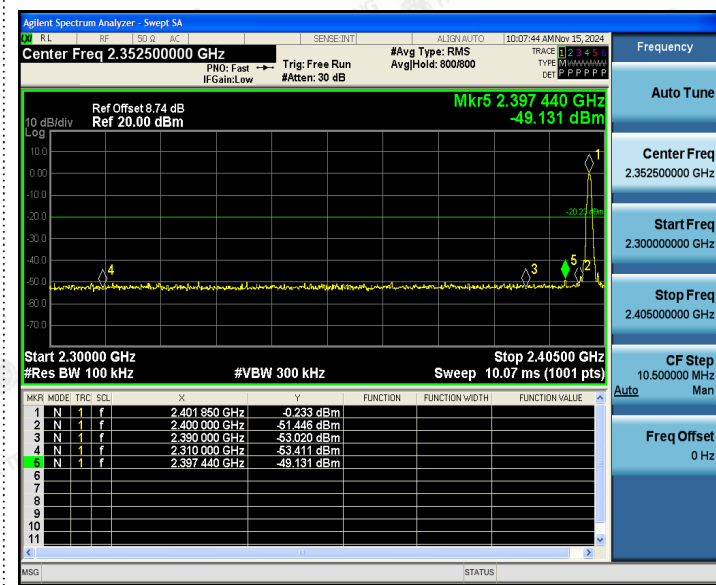 Agilent Spectrum Analyzer - Swept SA
LXI RL RF 50 Ω AC SENSE:INT ALIGN AUTO 10:07:44 AM Nov 15, 2024
Center Freq 2.352500000 GHz
PNO: Fast
IFGain:Low
Trig: Free Run
#Atten: 30 dB
#Avg Type: RMS
Avg|Hold: 800/800
TRACE 1 2 3 4 5 6
TYPE M WWWWW
DET P P P P P P
Ref Offset 8.74 dB
Ref 20.00 dBm
10 dB/div
Log
Mkr5 2.397 440 GHz
-49.131 dBm
10.0
0.00
-10.0
-20.0
-30.0
-40.0
-50.0
-60.0
-70.0
-20.23 dBm
1
4
3
5
2
Start 2.30000 GHz Stop 2.40500 GHz
#Res BW 100 kHz #VBW 300 kHz Sweep 10.07 ms (1001 pts)
MKR MODE TRC SCL X Y FUNCTION FUNCTION WIDTH FUNCTION VALUE
1 N 1 f 2.401 850 GHz -0.233 dBm
2 N 1 f 2.400 000 GHz -51.446 dBm
3 N 1 f 2.390 000 GHz -53.020 dBm
4 N 1 f 2.310 000 GHz -53.411 dBm
5 N 1 f 2.397 440 GHz -49.131 dBm
6
7
8
9
10
11
MSG STATUS
Frequency
Auto Tune
Center Freq
2.352500000 GHz
Start Freq
2.300000000 GHz
Stop Freq
2.405000000 GHz
CF Step
10.500000 MHz
Auto Man
Freq Offset
0 Hz